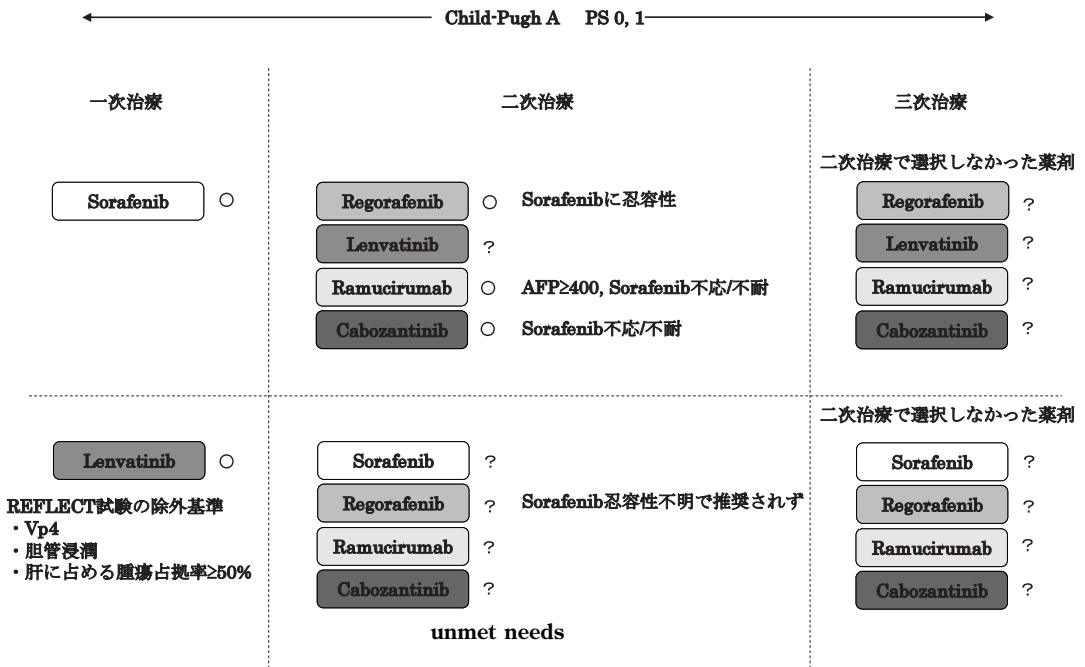 Child-Pugh A PS 0, 1
一次治療
二次治療
三次治療
二次治療で選択しなかった薬剤
Sorafenib ○
Regorafenib ○ Sorafenibに忍容性
Regorafenib ?
Lenvatinib ?
Lenvatinib ?
Ramucirumab ○ AFP≥400, Sorafenib不応/不耐
Ramucirumab ?
Cabozantinib ○ Sorafenib不応/不耐
Cabozantinib ?
二次治療で選択しなかった薬剤
Lenvatinib ○
REFLECT試験の除外基準
・Vp4
・胆管浸潤
・肝に占める腫瘍占拠率≥50%
Sorafenib ?
Sorafenib ?
Regorafenib ? Sorafenib忍容性不明で推奨されず
Regorafenib ?
Ramucirumab ?
Ramucirumab ?
Cabozantinib ?
Cabozantinib ?
unmet needs